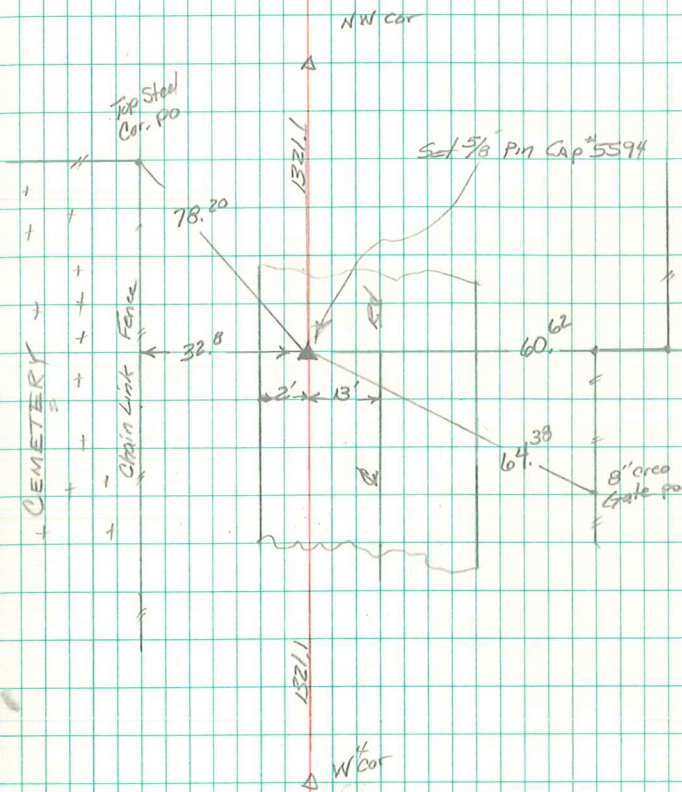 NW Cor
Top Steel
Cor. Po
1321.1
Set 5/8" Pin Cap #5594
78.20
CEMETERY
Chain Link Fence
Rd
32.8
60.62
2'
13'
64.38
8" creo
Gate po
1321.1
W 4 cor